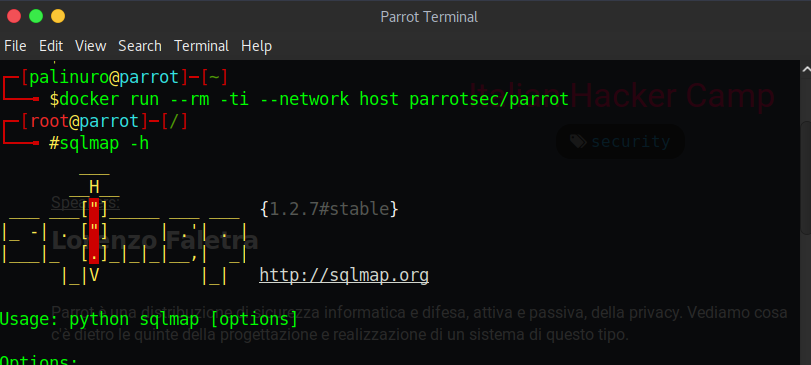 Parrot Terminal
File Edit View Search Terminal Help
┌─[palinuro@parrot]─[~]
└──╼ $docker run --rm -ti --network host parrotsec/parrot
Italian Hacker Camp
┌─[root@parrot]─[/]
└──╼ #sqlmap -h
security
___
__H__
Speakers:
___ ___["]_____ ___ ___ {1.2.7#stable}
|_ -| . ["] | .'| . |
Lorenzo Faletra
|___|_ [.]_|_|_|__,| _|
|_|V |_| http://sqlmap.org
Parrot è una distribuzione di sicurezza informatica e difesa, attiva e passiva, della privacy. Vediamo cosa
Usage: python sqlmap [options]
c'è dietro le quinte della progettazione e realizzazione di un sistema di questo tipo.
Options: